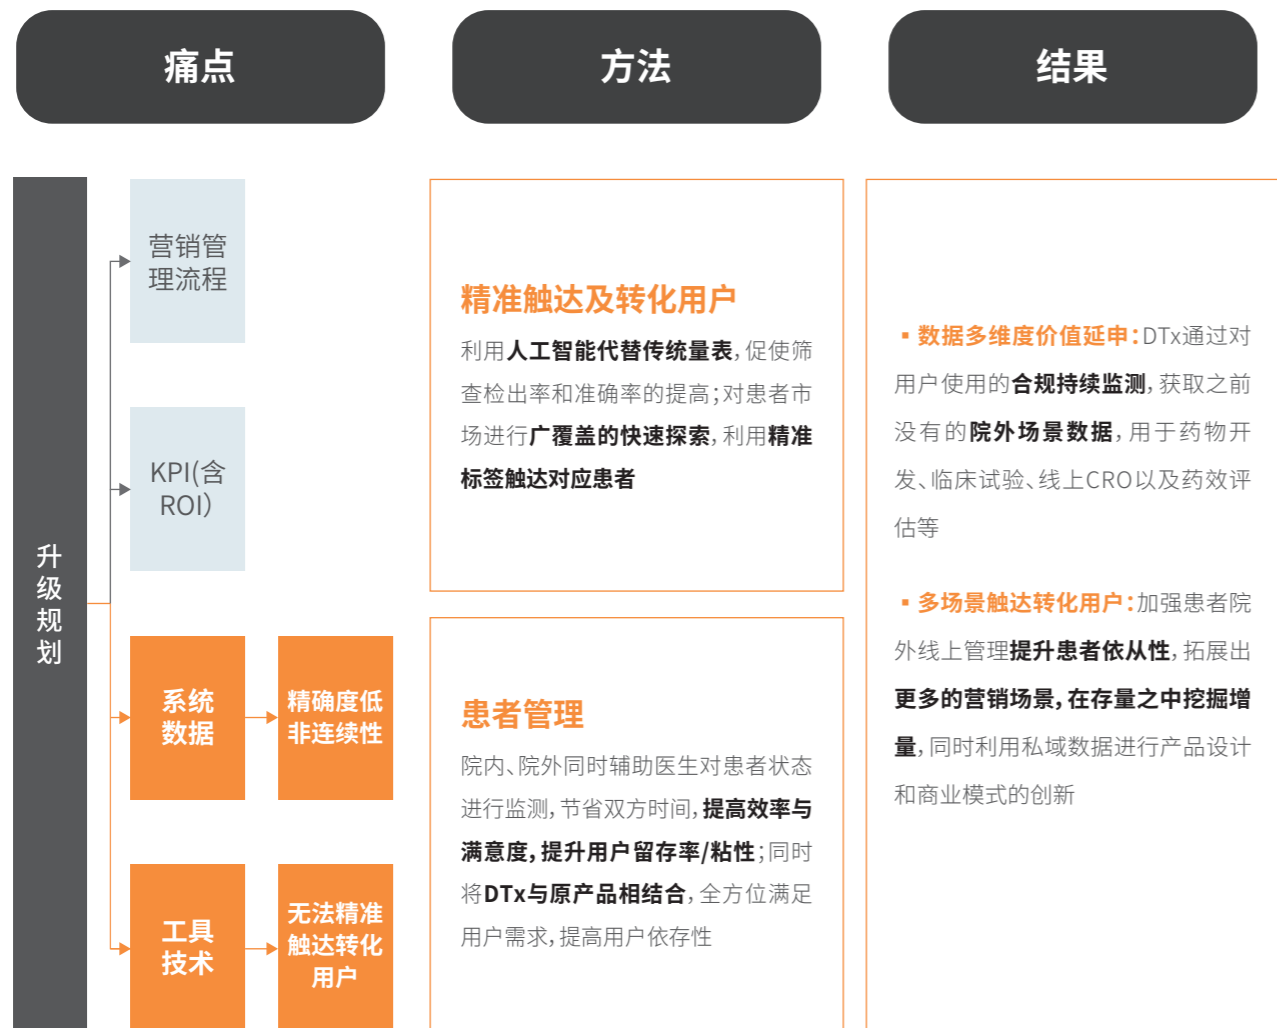 痛点
方法
结果
升
级
规
划
营销管
理流程
KPI(含
ROI）
系统
数据
精确度低
非连续性
工具
技术
无法精准
触达转化
用户
精准触达及转化用户
利用人工智能代替传统量表，促使筛
查检出率和准确率的提高；对患者市
场进行广覆盖的快速探索，利用精准
标签触达对应患者
患者管理
院内、院外同时辅助医生对患者状态
进行监测，节省双方时间，提高效率与
满意度，提升用户留存率/粘性；同时
将DTx与原产品相结合，全方位满足
用户需求，提高用户依存性
▪数据多维度价值延申：DTx通过对
用户使用的合规持续监测，获取之前
没有的院外场景数据，用于药物开
发、临床试验、线上CRO以及药效评
估等
▪多场景触达转化用户：加强患者院
外线上管理提升患者依从性，拓展出
更多的营销场景，在存量之中挖掘增
量，同时利用私域数据进行产品设计
和商业模式的创新